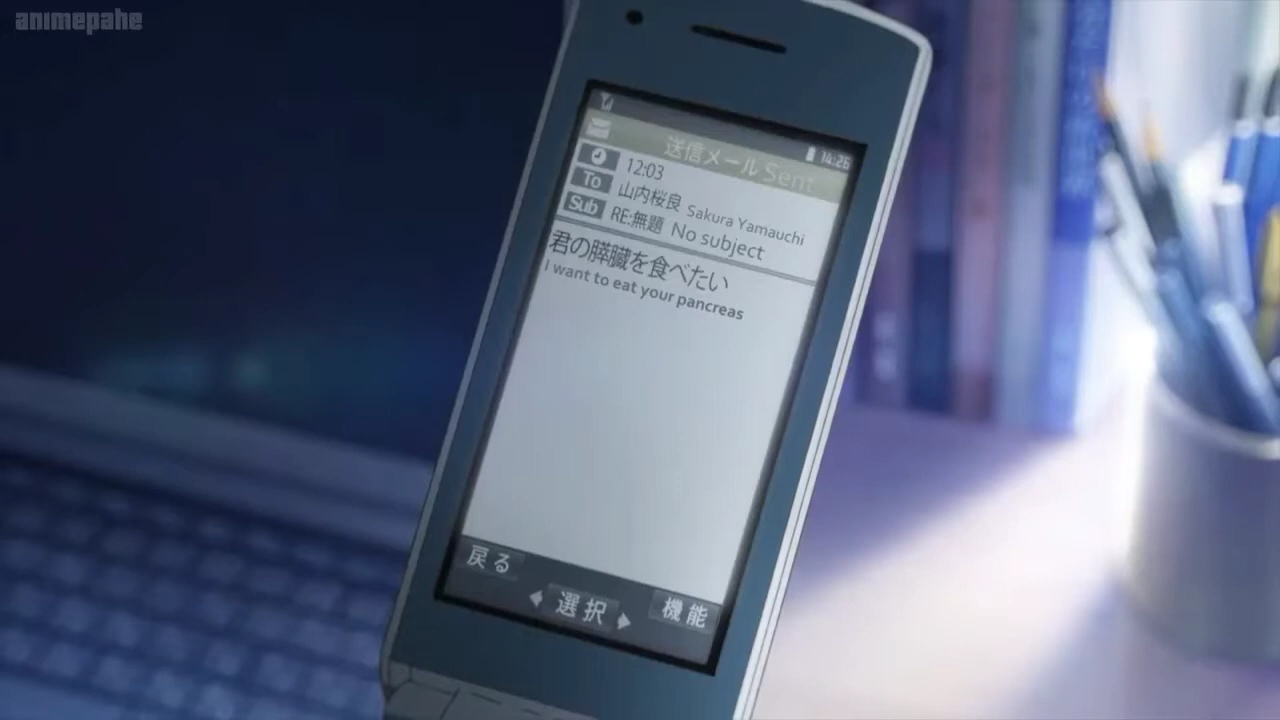 animepahe
14:26
送信メール Sent
12:03
To 山内桜良 Sakura Yamauchi
Sub RE:無題 No subject
君の膵臓を食べたい
I want to eat your pancreas
戻る
選択
機能